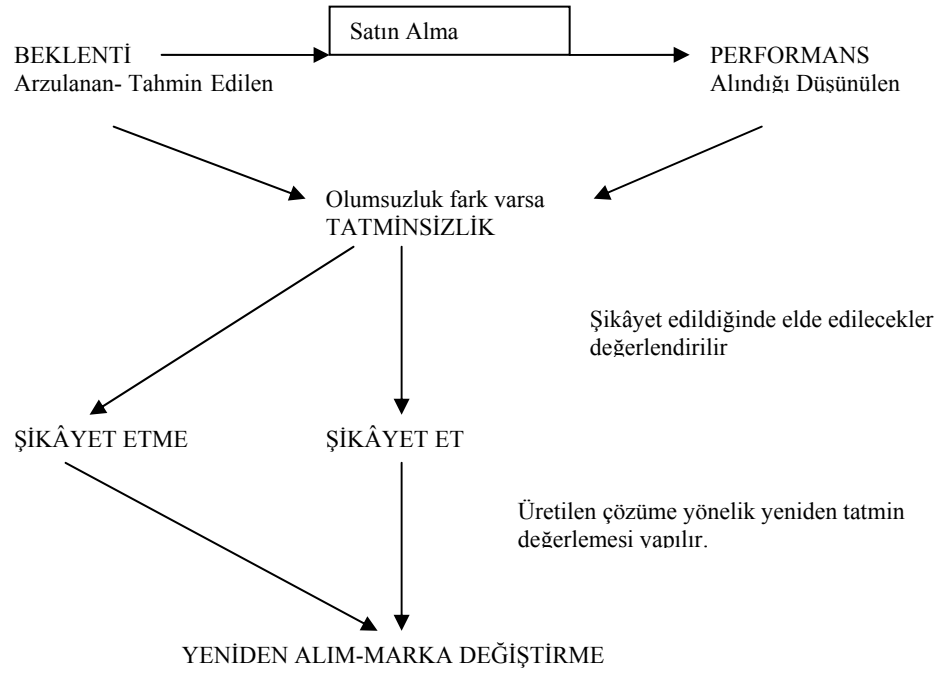 Satın Alma
BEKLENTİ
Arzulanan- Tahmin Edilen
PERFORMANS
Alındığı Düşünülen
Olumsuzluk fark varsa
TATMİNSİZLİK
Şikâyet edildiğinde elde edilecekler
değerlendirilir
ŞİKÂYET ETME
ŞİKÂYET ET
Üretilen çözüme yönelik yeniden tatmin
değerlemesi yapılır.
YENİDEN ALIM-MARKA DEĞİŞTİRME